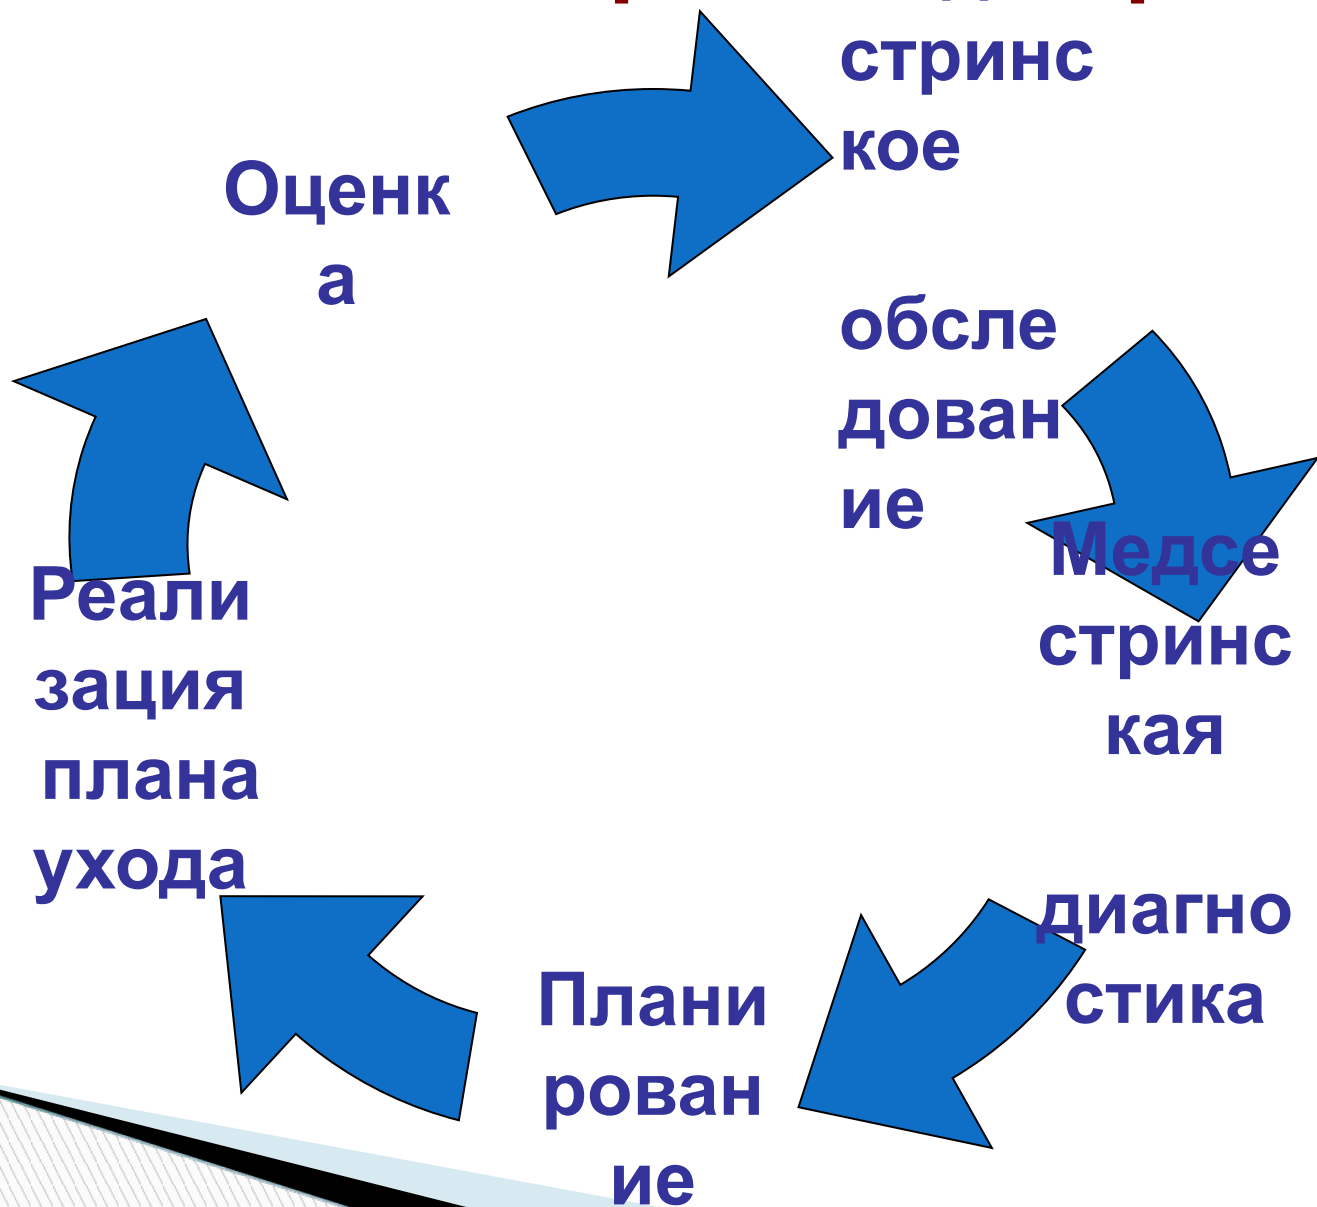 стринс
кое
обсле
дован
ие
Медсе
стринс
кая
диагно
стика
Плани
рован
ие
Реали
зация
плана
ухода
Оценк
а